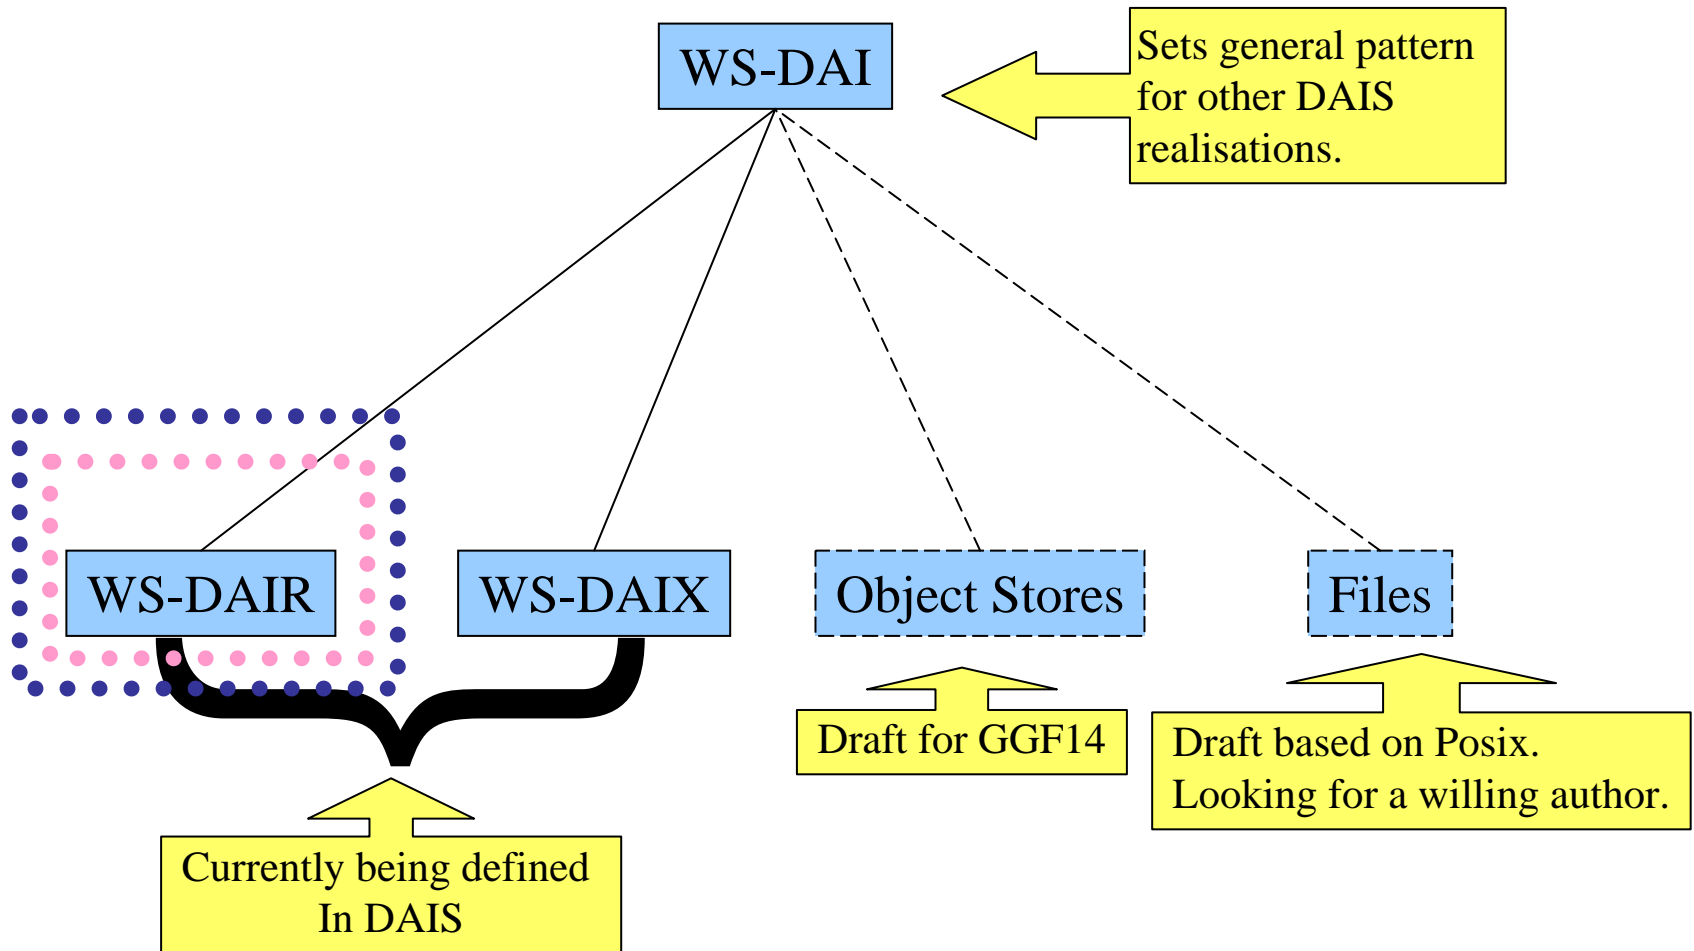 WS-DAI
Sets general pattern
for other DAIS
realisations.
WS-DAIR
WS-DAIX
Object Stores
Files
Draft for GGF14
Draft based on Posix.
Looking for a willing author.
Currently being defined
In DAIS